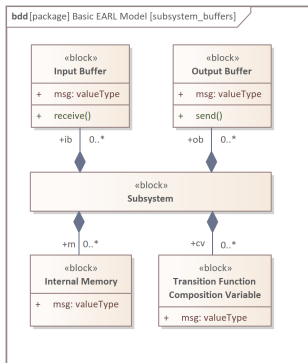 bdd [package] Basic EARL Model [subsystem_buffers]
«block»
Input Buffer
+ msg: valueType
+ receive()
«block»
Output Buffer
+ msg: valueType
+ send()
+ib 0..*
+ob 0..*
«block»
Subsystem
+m 0..*
+cv 0..*
«block»
Internal Memory
+ msg: valueType
«block»
Transition Function
Composition Variable
+ msg: valueType